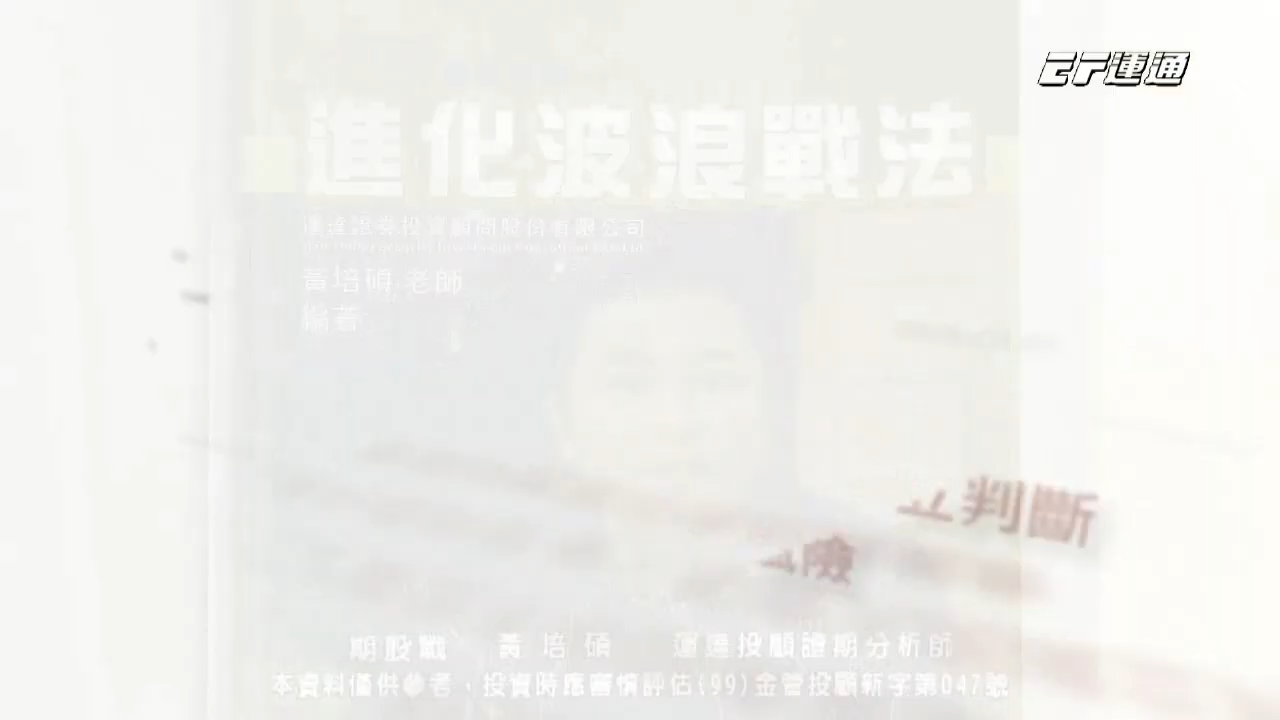 運通
進化波浪戰法
運達證券投資顧問股份有限公司
黃培碩 老師
編著
立判斷
風險
期股戰 黃培碩 運達投顧證期分析師
本資料僅供參考，投資時應審慎評估(99)金管投顧新字第047號